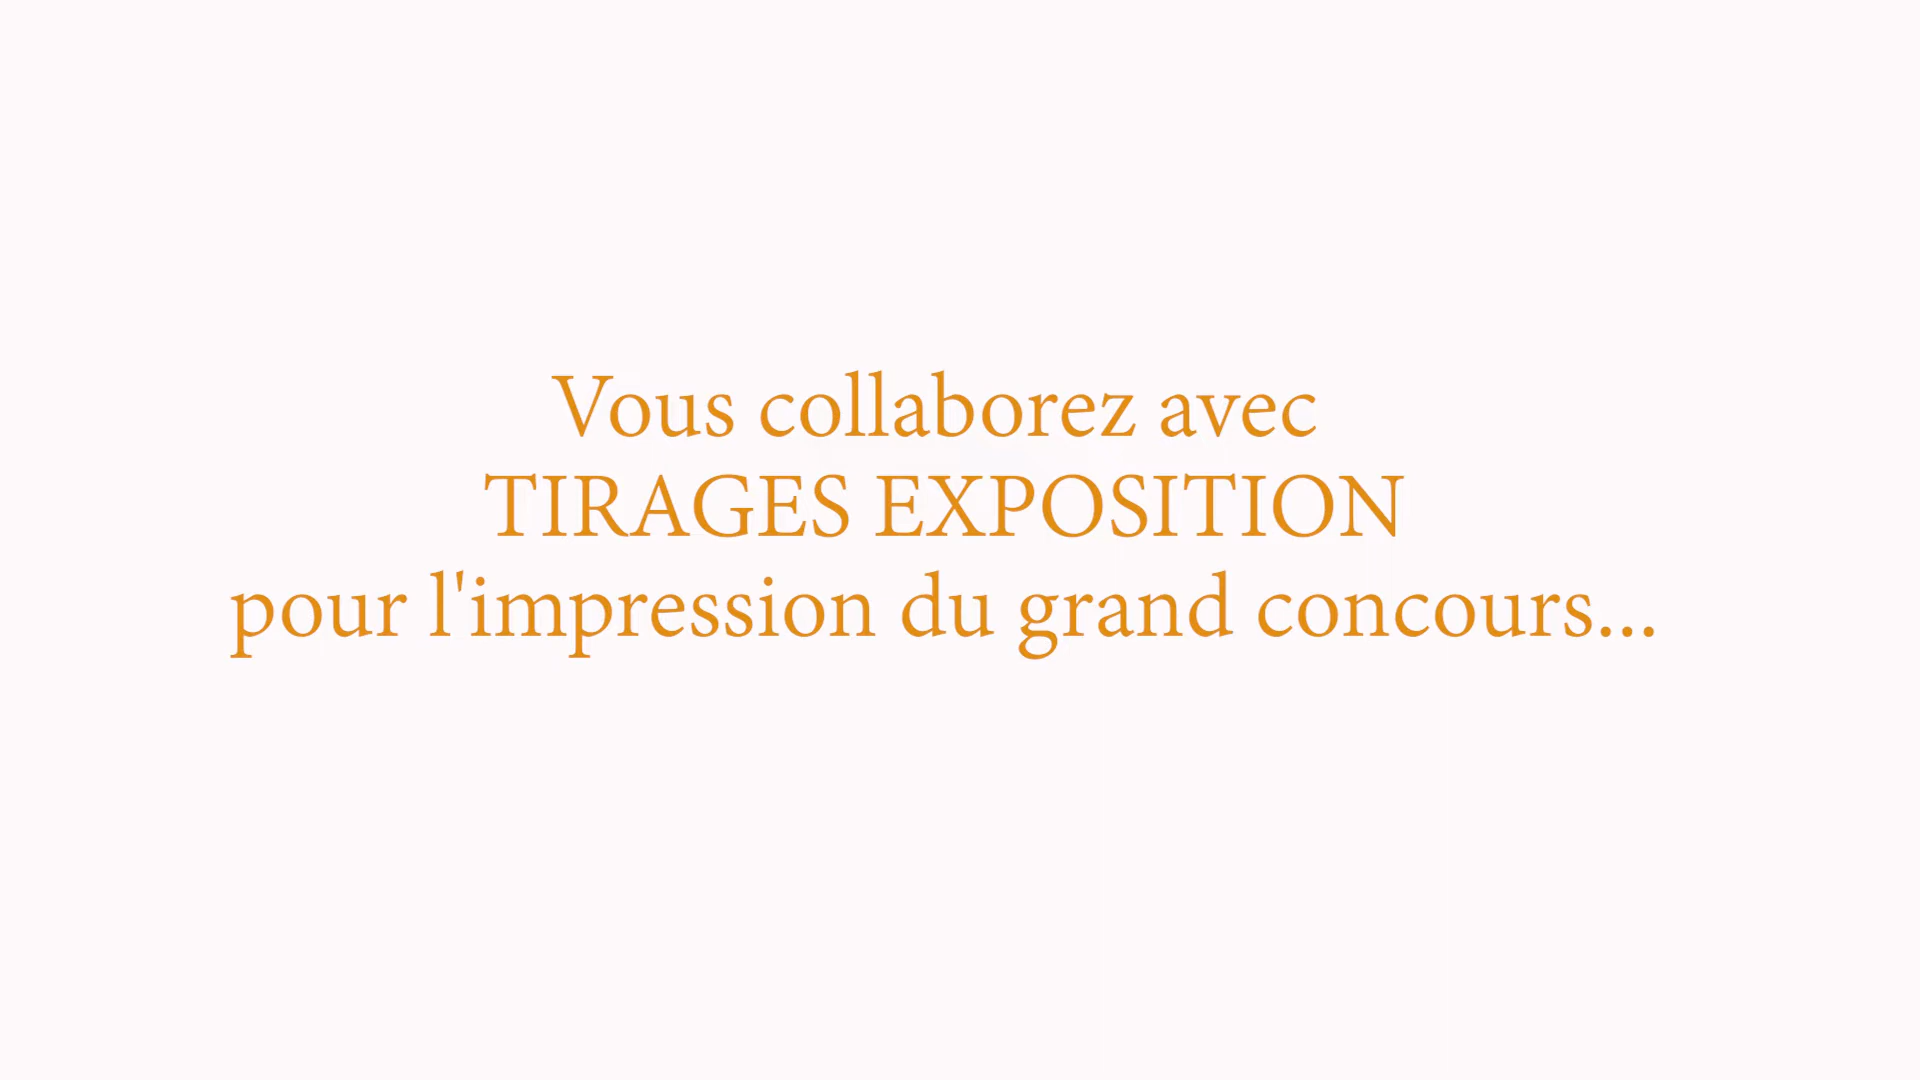 Vous collaborez avec
TIRAGES EXPOSITION
pour l'impression du grand concours...